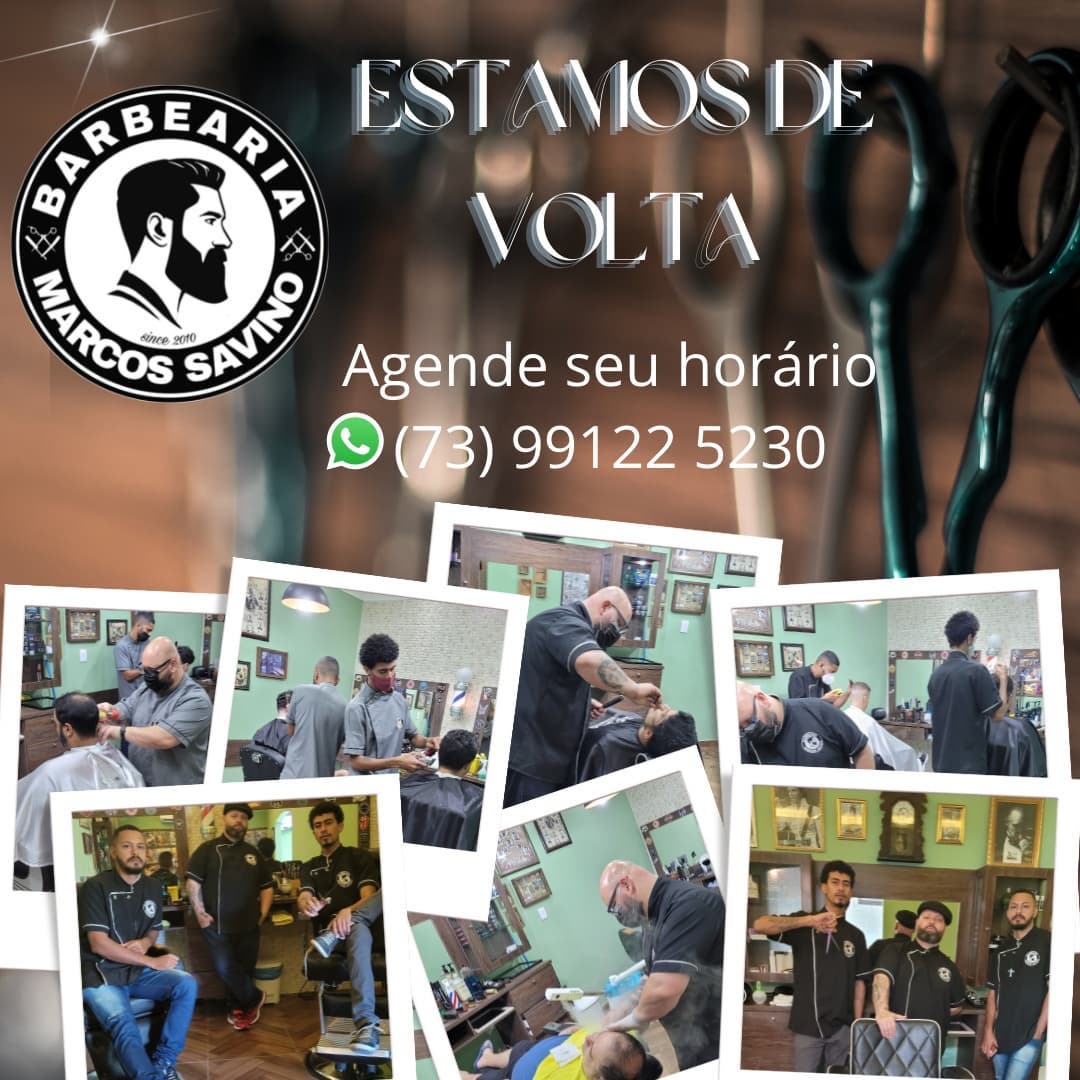 BARBEARIA
MARCOS SAVINO
since 2010
ESTAMOS DE
VOLTA
Agende seu horário
(73) 99122 5230